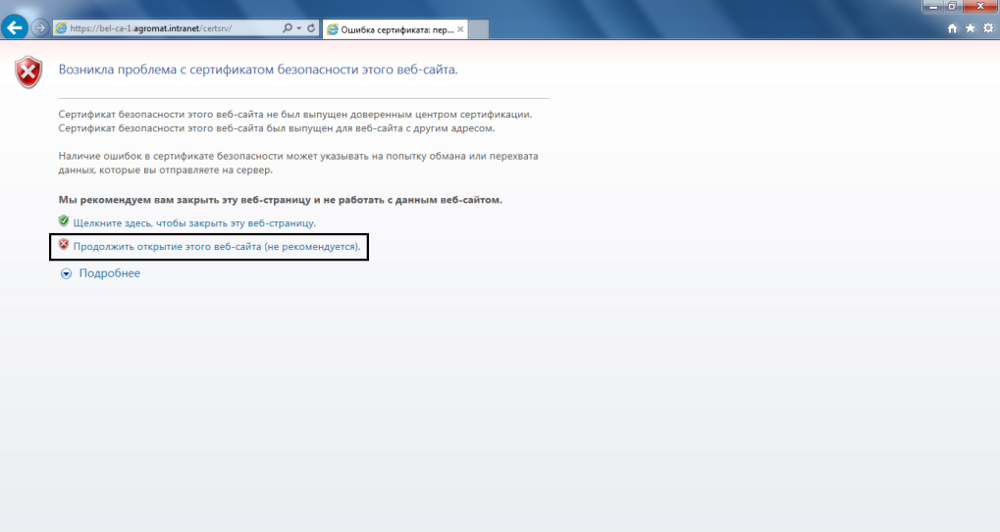 https://bel-ca-1.agromat.intranet/certsrv/
Ошибка сертификата: пер...
Возникла проблема с сертификатом безопасности этого веб-сайта.
Сертификат безопасности этого веб-сайта не был выпущен доверенным центром сертификации.
Сертификат безопасности этого веб-сайта был выпущен для веб-сайта с другим адресом.
Наличие ошибок в сертификате безопасности может указывать на попытку обмана или перехвата
данных, которые вы отправляете на сервер.
Мы рекомендуем вам закрыть эту веб-страницу и не работать с данным веб-сайтом.
Щелкните здесь, чтобы закрыть эту веб-страницу.
Продолжить открытие этого веб-сайта (не рекомендуется).
Подробнее